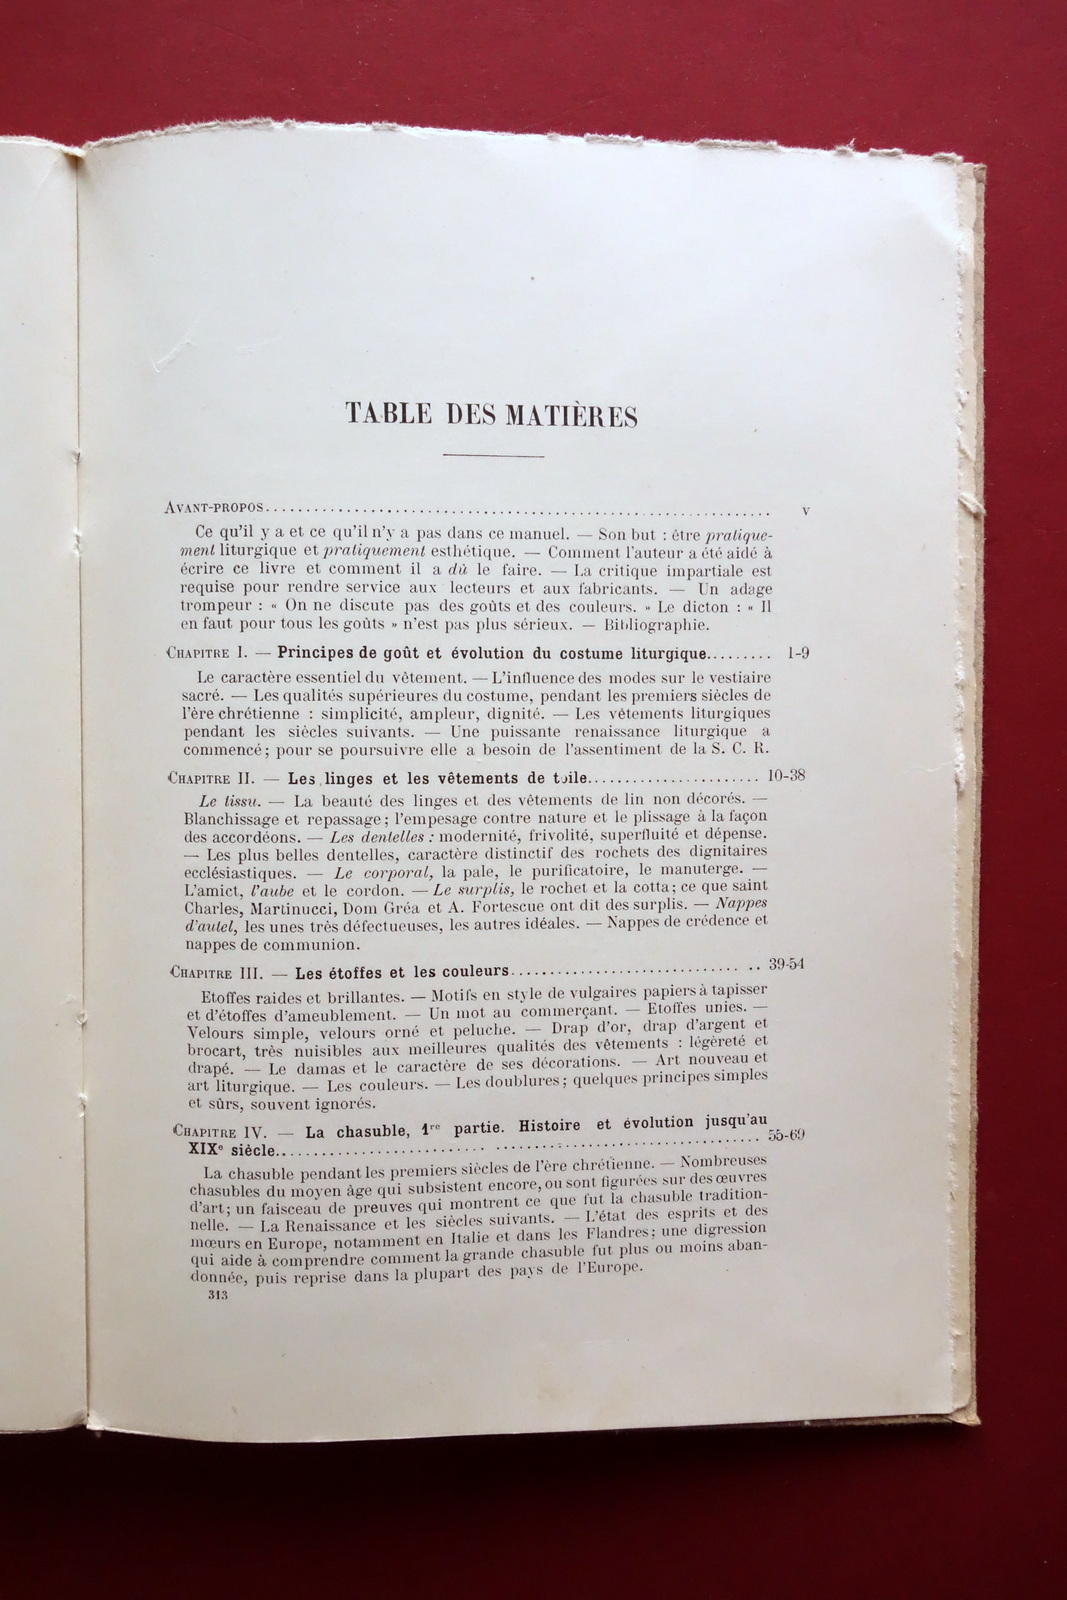 TABLE DES MATIÈRES
AVANT-PROPOS........................................................................ V
Ce qu'il y a et ce qu'il n'y a pas dans ce manuel. — Son but : être pratique-
ment liturgique et pratiquement esthétique. — Comment l'auteur a été aidé à
écrire ce livre et comment il a dû le faire. — La critique impartiale est
requise pour rendre service aux lecteurs et aux fabricants. — Un adage
trompeur : « On ne discute pas des goûts et des couleurs. » Le dicton : « Il
en faut pour tous les goûts » n'est pas plus sérieux. — Bibliographie.
CHAPITRE I. — Principes de goût et évolution du costume liturgique......... 1-9
Le caractère essentiel du vêtement. — L'influence des modes sur le vestiaire
sacré. — Les qualités supérieures du costume, pendant les premiers siècles de
l'ère chrétienne : simplicité, ampleur, dignité. — Les vêtements liturgiques
pendant les siècles suivants. — Une puissante renaissance liturgique a
commencé ; pour se poursuivre elle a besoin de l'assentiment de la S. C. R.
CHAPITRE II. — Les linges et les vêtements de toile....................... 10-38
Le tissu. — La beauté des linges et des vêtements de lin non décorés. —
Blanchissage et repassage ; l'empesage contre nature et le plissage à la façon
des accordéons. — Les dentelles : modernité, frivolité, superfluité et dépense.
— Les plus belles dentelles, caractère distinctif des rochets des dignitaires
ecclésiastiques. — Le corporal, la pale, le purificatoire, le manuterge. —
L'amict, l'aube et le cordon. — Le surplis, le rochet et la cotta ; ce que saint
Charles, Martinucci, Dom Gréa et A. Fortescue ont dit des surplis. — Nappes
d'autel, les unes très défectueuses, les autres idéales. — Nappes de crédence et
nappes de communion.
CHAPITRE III. — Les étoffes et les couleurs.............................. .. 39-54
Etoffes raides et brillantes. — Motifs en style de vulgaires papiers à tapisser
et d'étoffes d'ameublement. — Un mot au commerçant. — Etoffes unies. —
Velours simple, velours orné et peluche. — Drap d'or, drap d'argent et
brocart, très nuisibles aux meilleures qualités des vêtements : légèreté et
drapé. — Le damas et le caractère de ses décorations. — Art nouveau et
art liturgique. — Les couleurs. — Les doublures ; quelques principes simples
et sûrs, souvent ignorés.
CHAPITRE IV. — La chasuble, 1re partie. Histoire et évolution jusqu'au
XIXe siècle............................................................ 55-69
La chasuble pendant les premiers siècles de l'ère chrétienne. — Nombreuses
chasubles du moyen âge qui subsistent encore, ou sont figurées sur des œuvres
d'art ; un faisceau de preuves qui montrent ce que fut la chasuble tradition-
nelle. — La Renaissance et les siècles suivants. — L'état des esprits et des
mœurs en Europe, notamment en Italie et dans les Flandres ; une digression
qui aide à comprendre comment la grande chasuble fut plus ou moins aban-
donnée, puis reprise dans la plupart des pays de l'Europe.
313